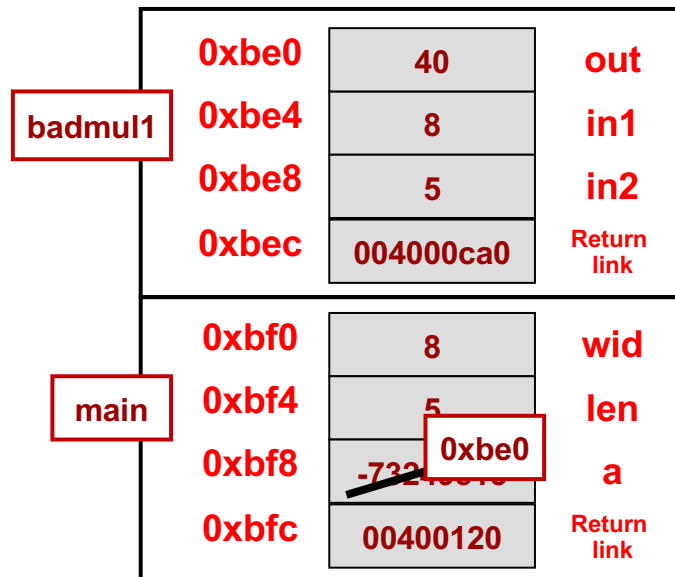 0xbe0 40 out
badmul1
0xbe4 8 in1
0xbe8 5 in2
0xbec 004000ca0 Return
link
0xbf0 8 wid
main
0xbf4 5 len
0xbe0
0xbf8 a
0xbfc 00400120 Return
link